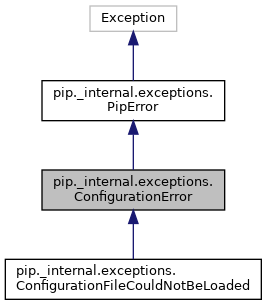 Exception
pip._internal.exceptions.
PipError
pip._internal.exceptions.
ConfigurationError
pip._internal.exceptions.
ConfigurationFileCouldNotBeLoaded